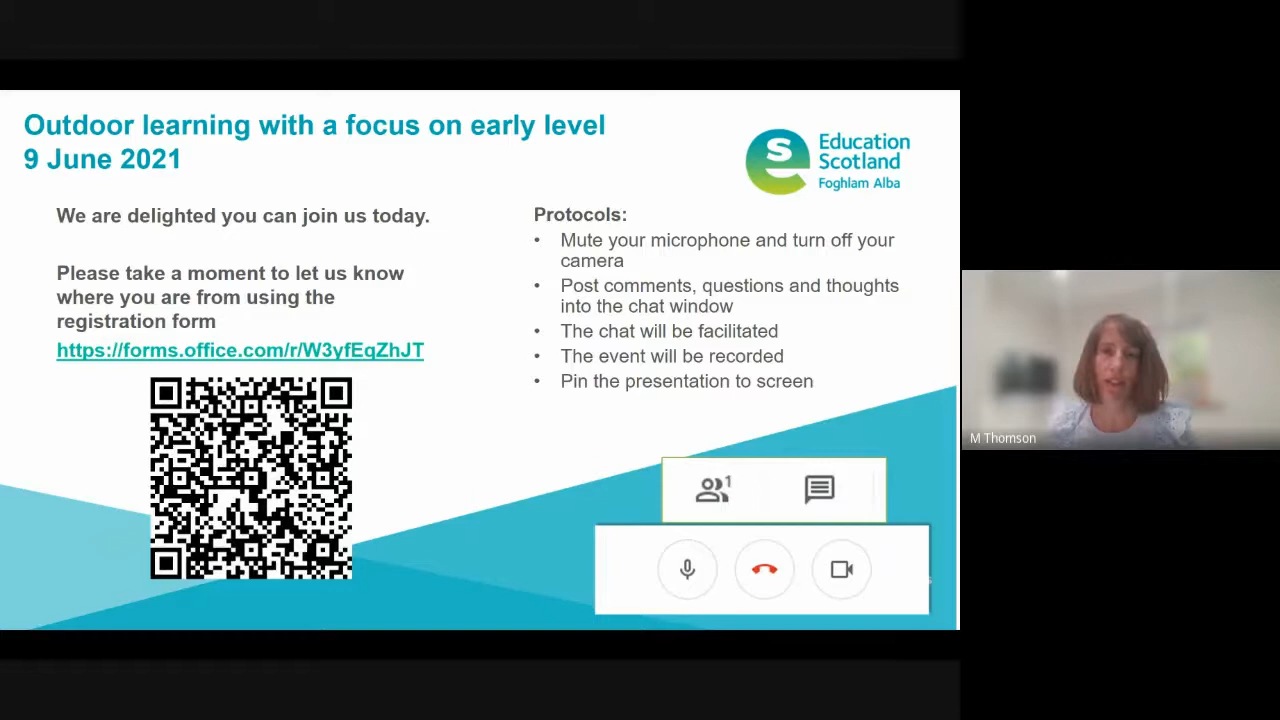 Outdoor learning with a focus on early level
9 June 2021
Education
Scotland
Foghlam Alba
We are delighted you can join us today.
Please take a moment to let us know
where you are from using the
registration form
https://forms.office.com/r/W3yfEqZhJT
Protocols:
• Mute your microphone and turn off your
camera
• Post comments, questions and thoughts
into the chat window
• The chat will be facilitated
• The event will be recorded
• Pin the presentation to screen
1
M Thomson